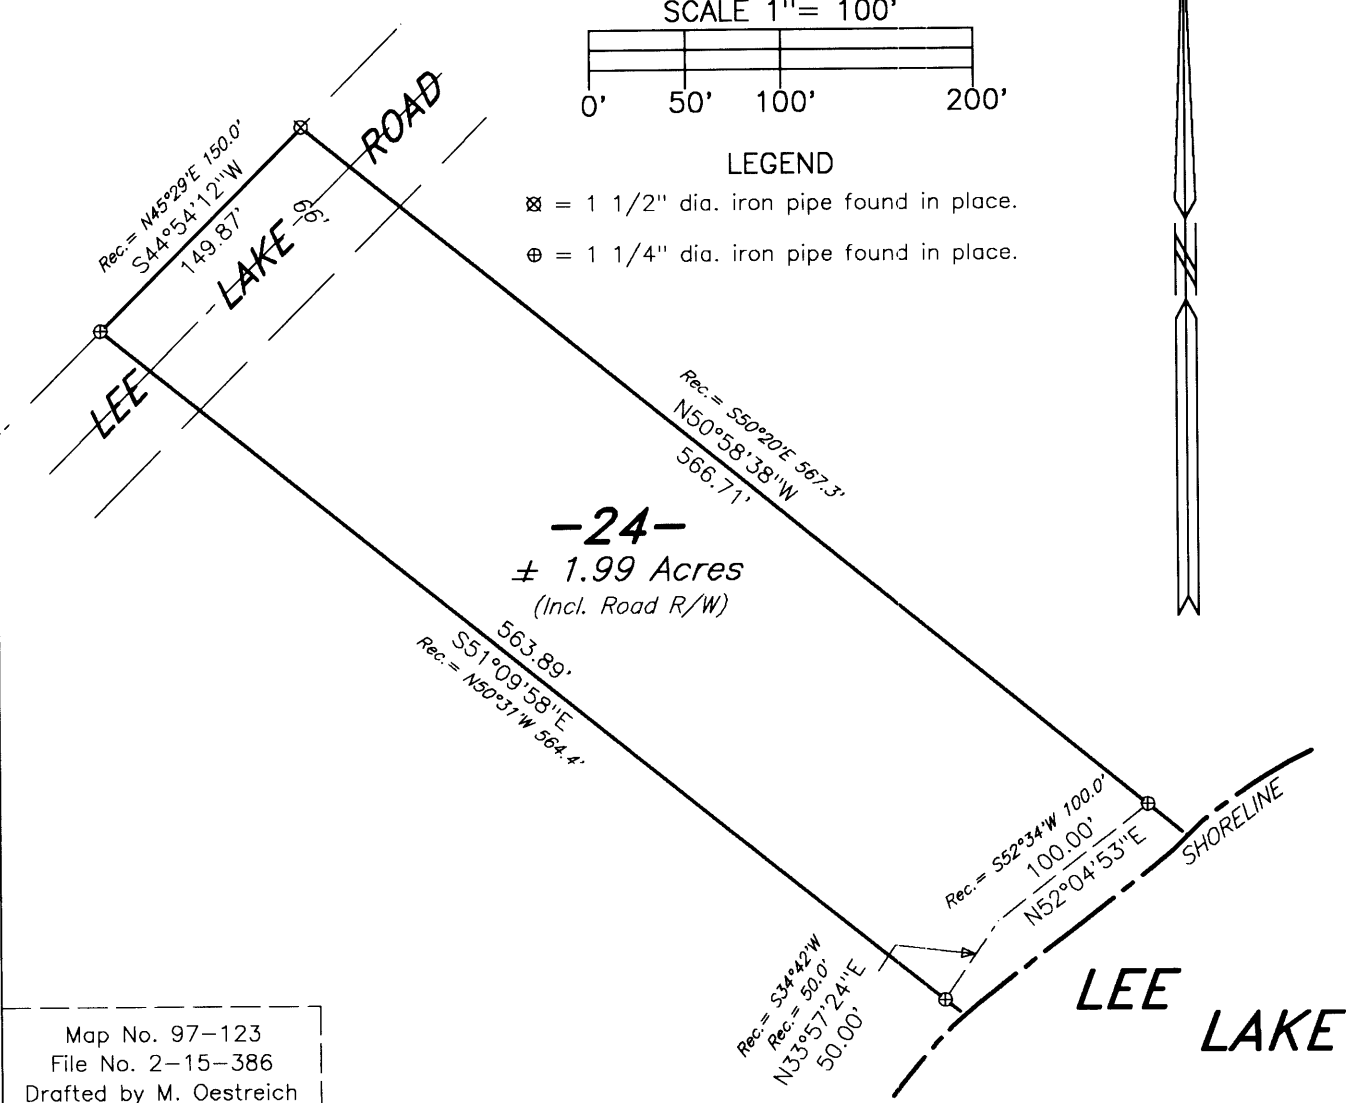 SCALE 1"= 100'
0' 50' 100' 200'
LEGEND
⊗ = 1 1/2" dia. iron pipe found in place.
⊕ = 1 1/4" dia. iron pipe found in place.
Rec.= N45°29'E 150.0'
S44°54'12"W
149.87'
LEE LAKE ROAD
66'
Rec.= S50°20'E 567.3'
N50°58'38"W
566.71'
-24-
± 1.99 Acres
(Incl. Road R/W)
563.89'
S51°09'58"E
Rec.= N50°31'W 564.4'
Rec.= S52°34'W 100.0'
100.00'
N52°04'53"E
SHORELINE
Rec.= S34°42'W
Rec.= 50.0'
N33°57'24"E
50.00'
LEE
LAKE
Map No. 97-123
File No. 2-15-386
Drafted by M. Oestreich